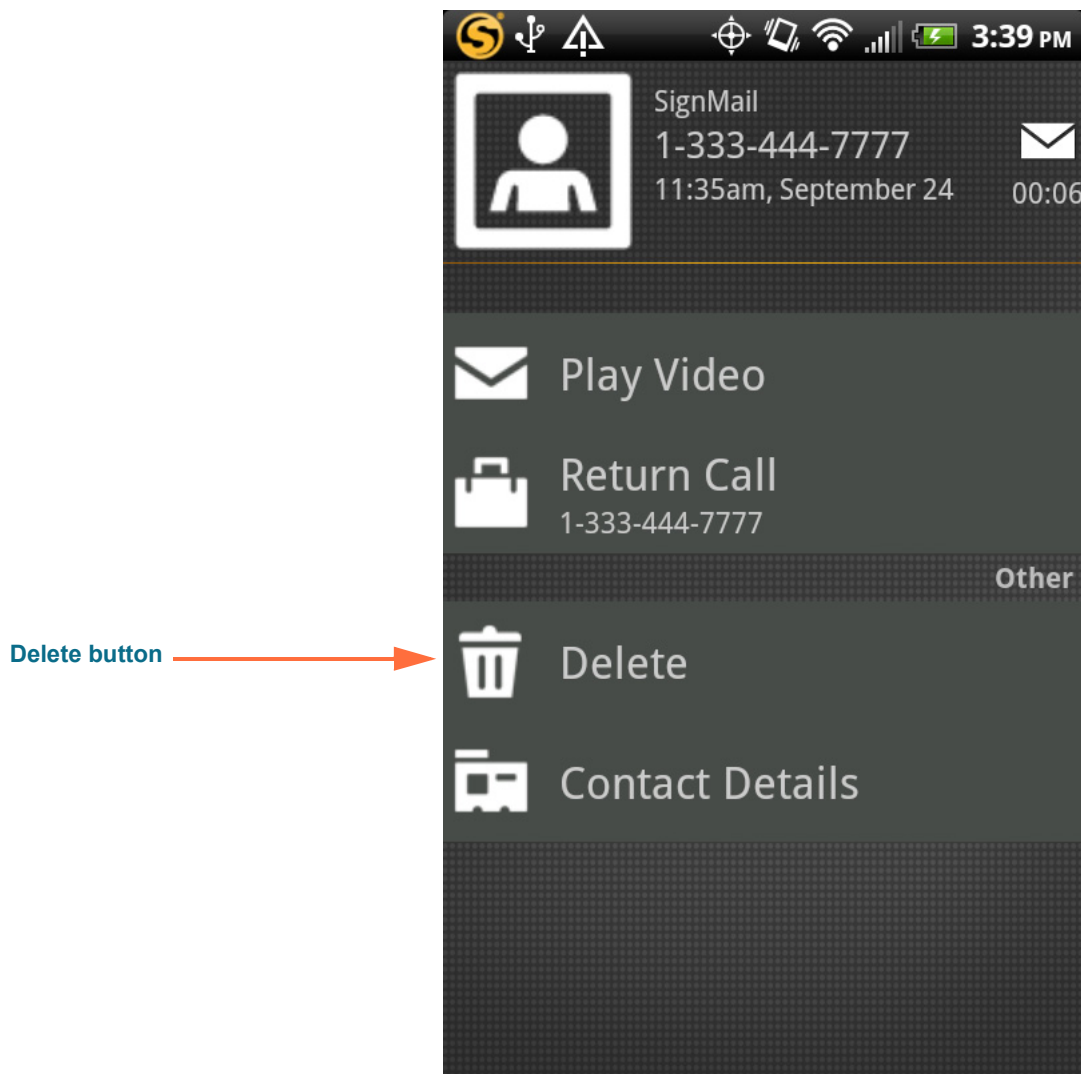 3:39 PM
SignMail
1-333-444-7777
11:35am, September 24
00:06
Play Video
Return Call
1-333-444-7777
Other
Delete button
Delete
Contact Details